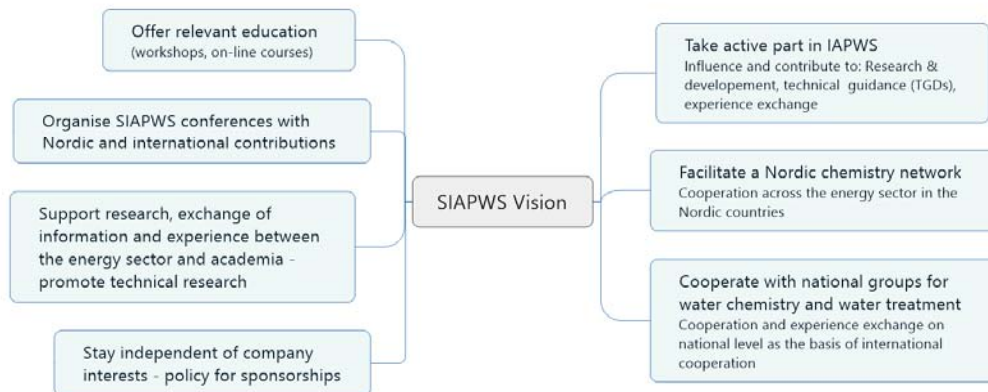 Offer relevant education
(workshops, on-line courses)
Organise SIAPWS conferences with
Nordic and international contributions
Support research, exchange of
information and experience between
the energy sector and academia -
promote technical research
Stay independent of company
interests - policy for sponsorships
SIAPWS Vision
Take active part in IAPWS
Influence and contribute to: Research &
developement, technical guidance (TGDs),
experience exchange
Facilitate a Nordic chemistry network
Cooperation across the energy sector in the
Nordic countries
Cooperate with national groups for
water chemistry and water treatment
Cooperation and experience exchange on
national level as the basis of international
cooperation